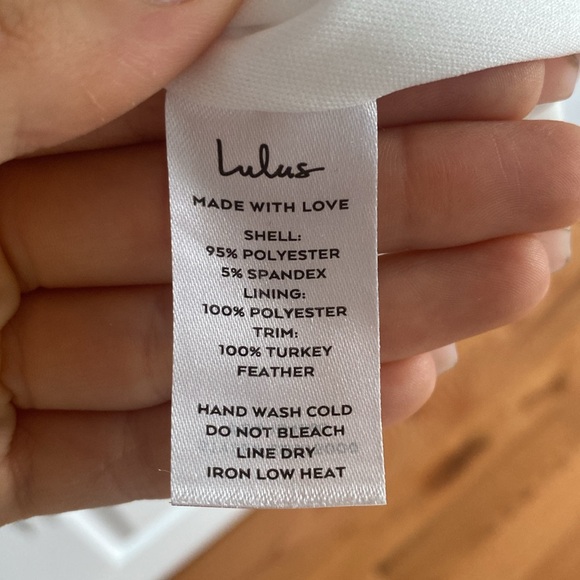 Lulus
MADE WITH LOVE
SHELL:
95% POLYESTER
5% SPANDEX
LINING:
100% POLYESTER
TRIM:
100% TURKEY
FEATHER
HAND WASH COLD
DO NOT BLEACH
LINE DRY
IRON LOW HEAT